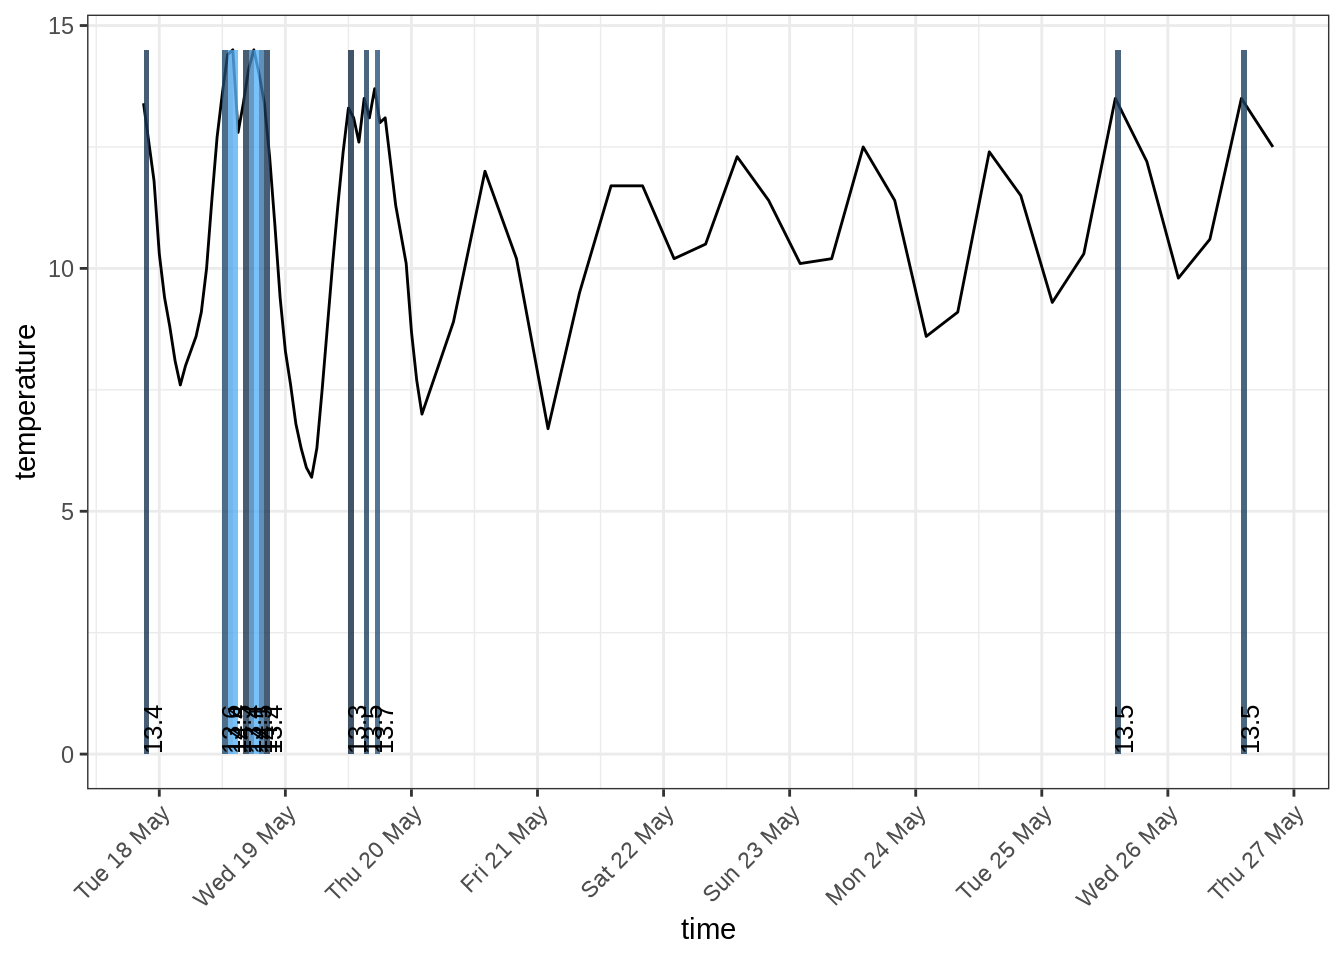 15
10
5
0
temperature
13.4
13.4
13.3
13.5
13.7
13.5
13.5
Tue 18 May
Wed 19 May
Thu 20 May
Fri 21 May
Sat 22 May
Sun 23 May
Mon 24 May
Tue 25 May
Wed 26 May
Thu 27 May
time